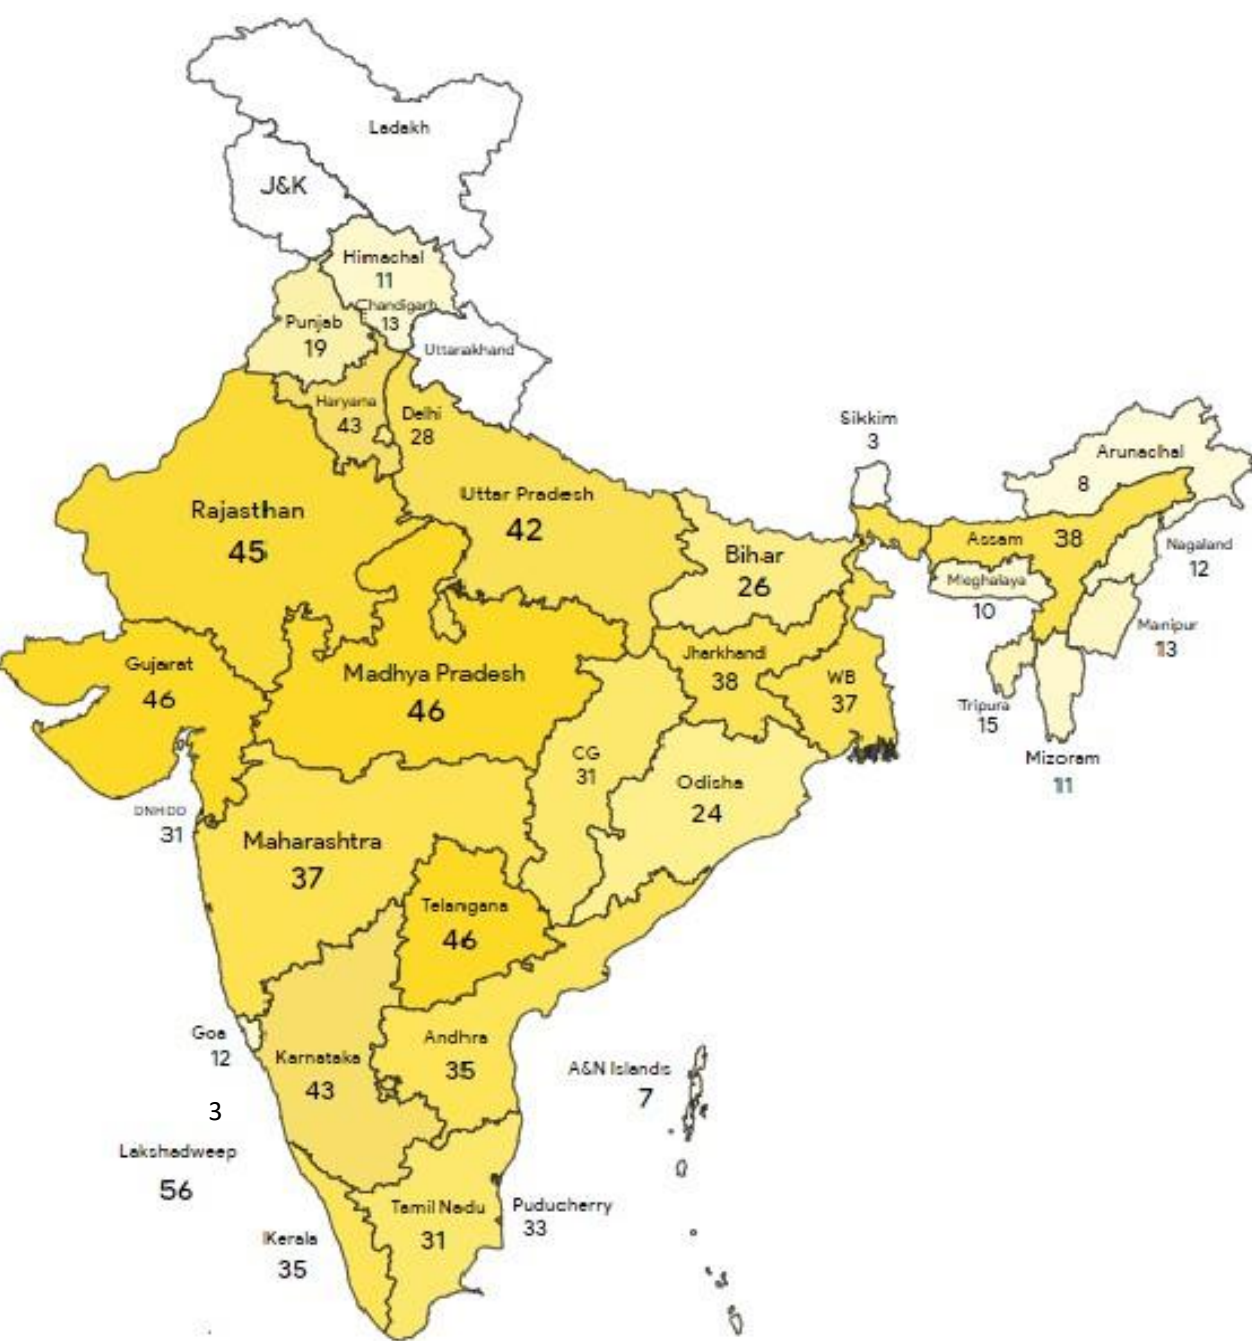 Ladakh
J&K
Himachal
11
Chandigarh
13
Punjab
19
Uttarakhand
Haryana
43
Delhi
28
Sikkim
3
Arunaclhal
8
Rajasthan
45
Uttar Pradesh
42
Bihar
26
Assam 38
Nagaland
12
Meghalaya
10
Manipur
13
Gujarat
46
Madhya Pradesh
46
Jharkhand
38
WB
37
Tripura
15
Mizoram
11
CG
31
Odisha
24
DNHDD
31
Maharashtra
37
Telangana
46
Goa
12
Karnataka
43
Andhra
35
A&N Islands
7
3
Lakshadweep
56
Tamil Nadu
31
Puducherry
33
Kerala
35